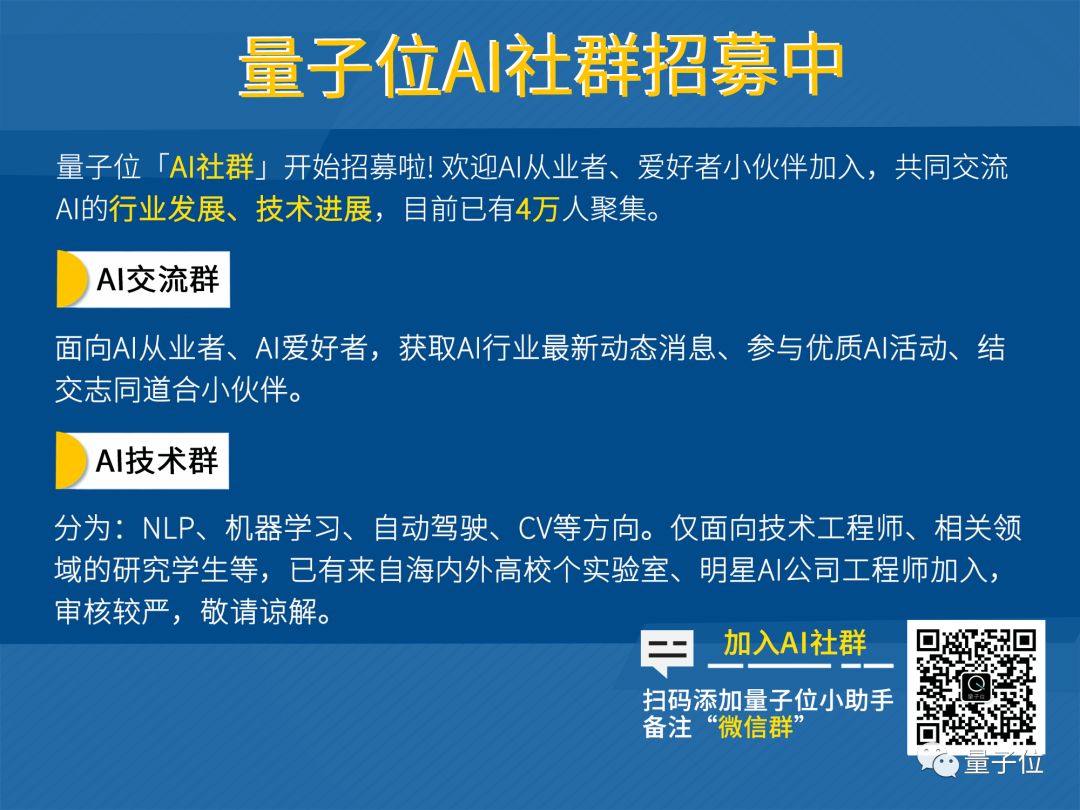 量子位AI社群招募中
量子位「AI社群」开始招募啦! 欢迎AI从业者、爱好者小伙伴加入，共同交流
AI的行业发展、技术进展，目前已有4万人聚集。
AI交流群
面向AI从业者、AI爱好者，获取AI行业最新动态消息、参与优质AI活动、结
交志同道合小伙伴。
AI技术群
分为：NLP、机器学习、自动驾驶、CV等方向。仅面向技术工程师、相关领
域的研究学生等，已有来自海内外高校个实验室、明星AI公司工程师加入，
审核较严，敬请谅解。
加入AI社群
扫码添加量子位小助手
备注“微信群”
量子位
量子位